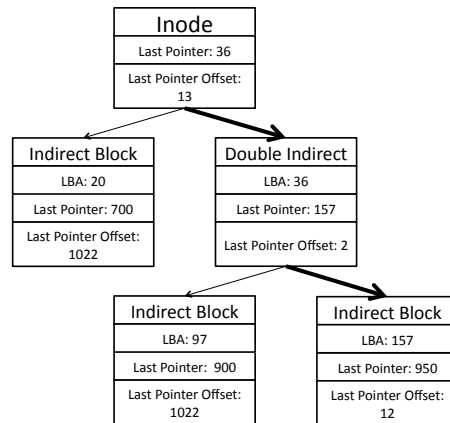 Inode
Last Pointer: 36
Last Pointer Offset:
13
Indirect Block
LBA: 20
Last Pointer: 700
Last Pointer Offset:
1022
Double Indirect
LBA: 36
Last Pointer: 157
Last Pointer Offset: 2
Indirect Block
LBA: 97
Last Pointer: 900
Last Pointer Offset:
1022
Indirect Block
LBA: 157
Last Pointer: 950
Last Pointer Offset:
12